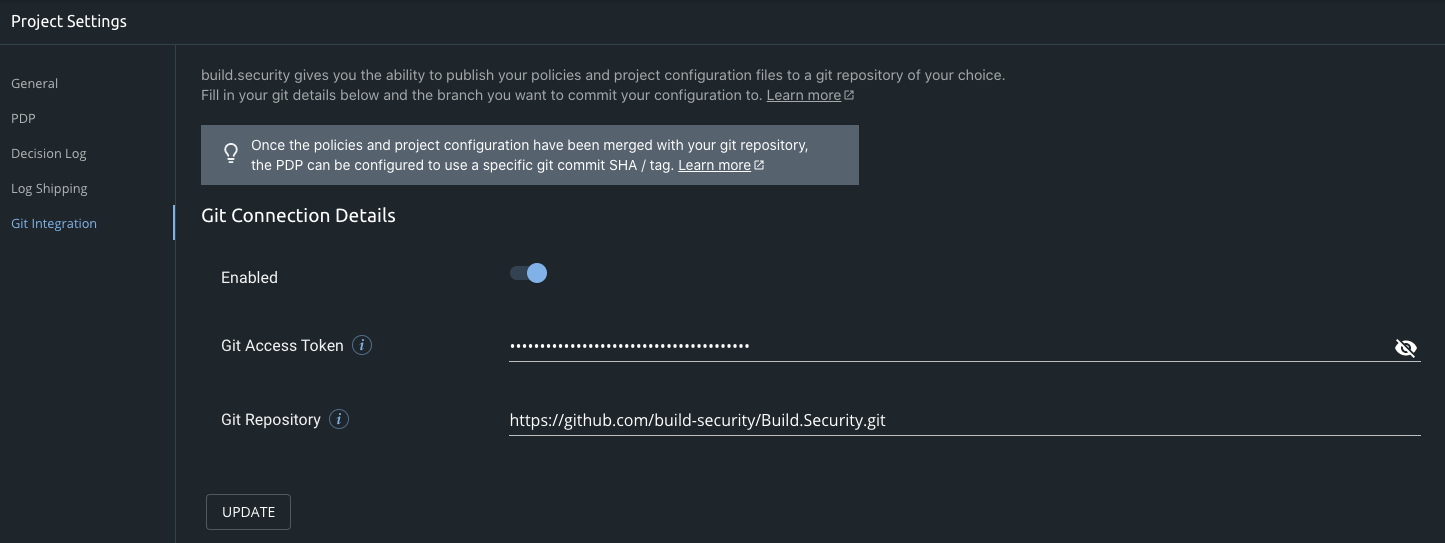 Project Settings
General
PDP
Decision Log
Log Shipping
Git Integration
build.security gives you the ability to publish your policies and project configuration files to a git repository of your choice.
Fill in your git details below and the branch you want to commit your configuration to. Learn more
Once the policies and project configuration have been merged with your git repository,
the PDP can be configured to use a specific git commit SHA / tag. Learn more
Git Connection Details
Enabled
Git Access Token i
••••••••••••••••••••••••••••••••••••••••
Git Repository i
https://github.com/build-security/Build.Security.git
UPDATE